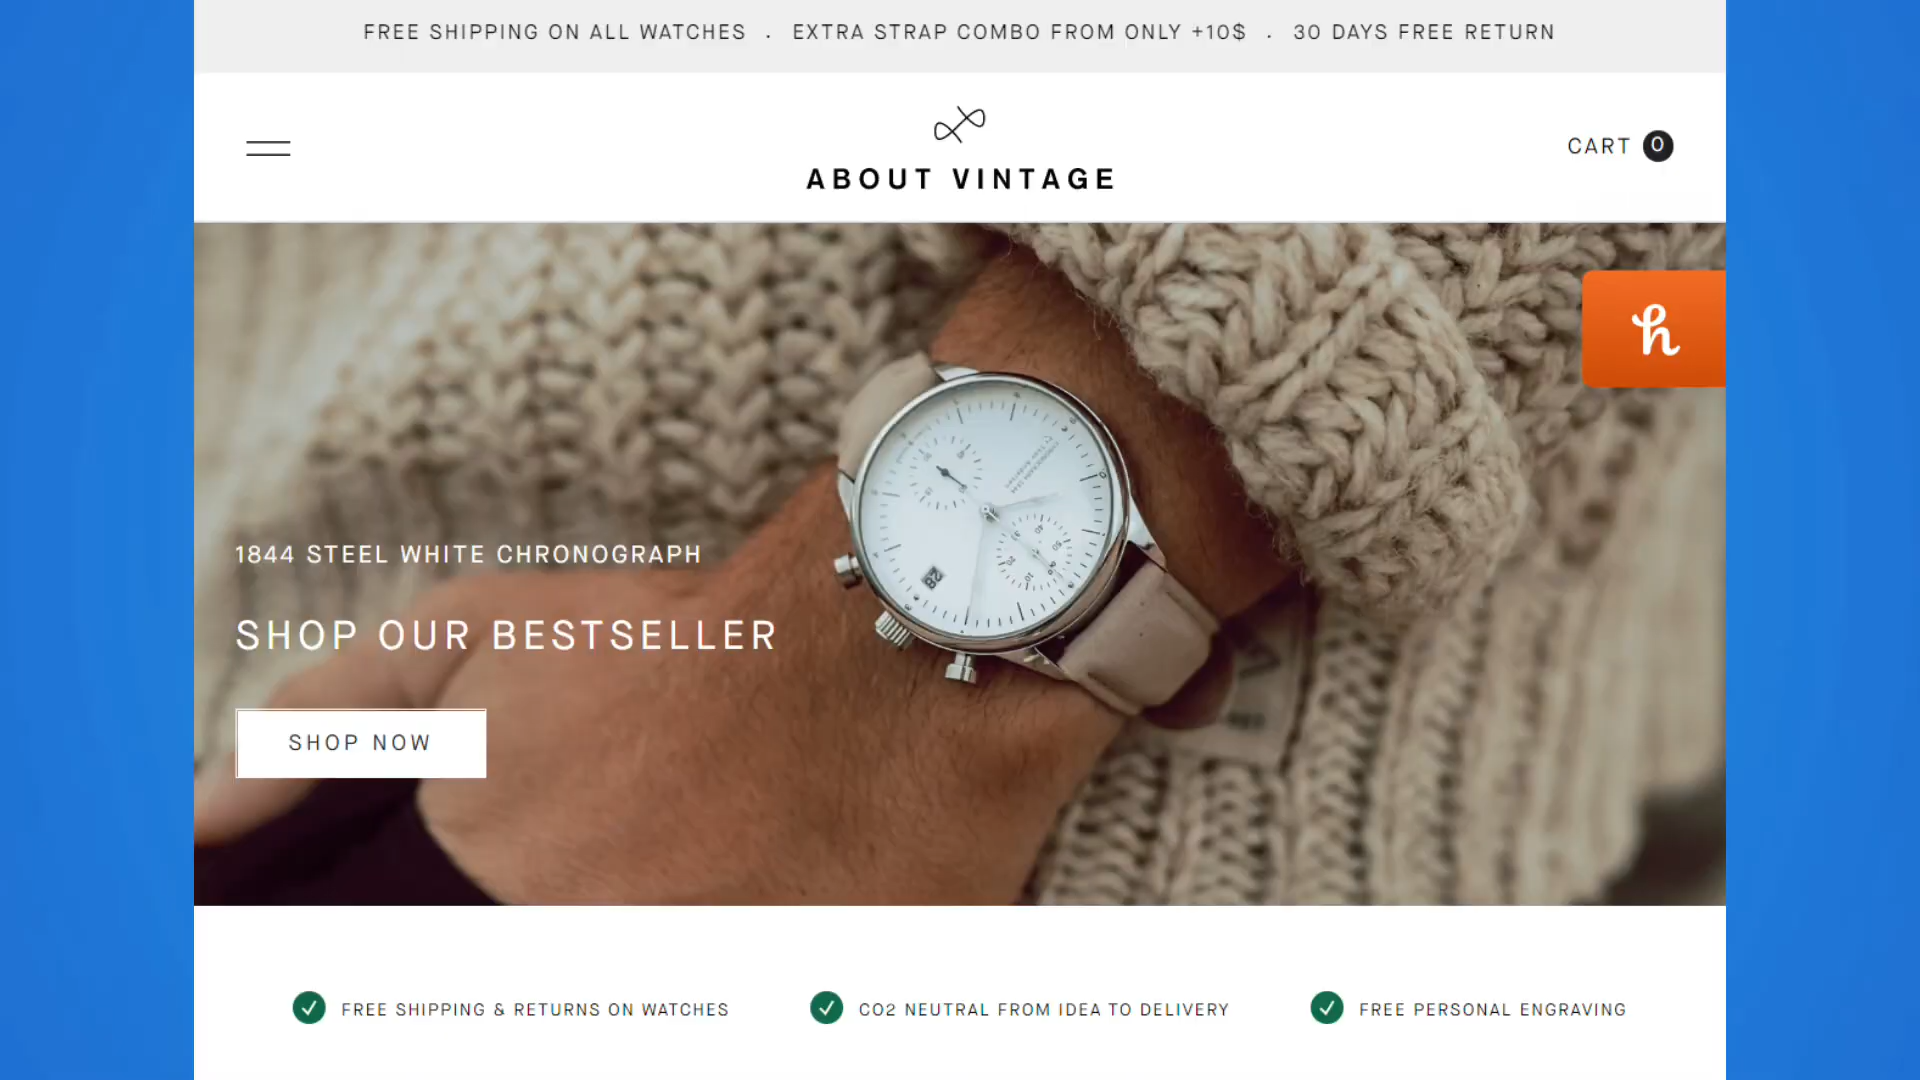 FREE SHIPPING ON ALL WATCHES . EXTRA STRAP COMBO FROM ONLY +10$ . 30 DAYS FREE RETURN
ABOUT VINTAGE
CART 0
h
1844 STEEL WHITE CHRONOGRAPH
SHOP OUR BESTSELLER
SHOP NOW
28
FREE SHIPPING & RETURNS ON WATCHES
CO2 NEUTRAL FROM IDEA TO DELIVERY
FREE PERSONAL ENGRAVING